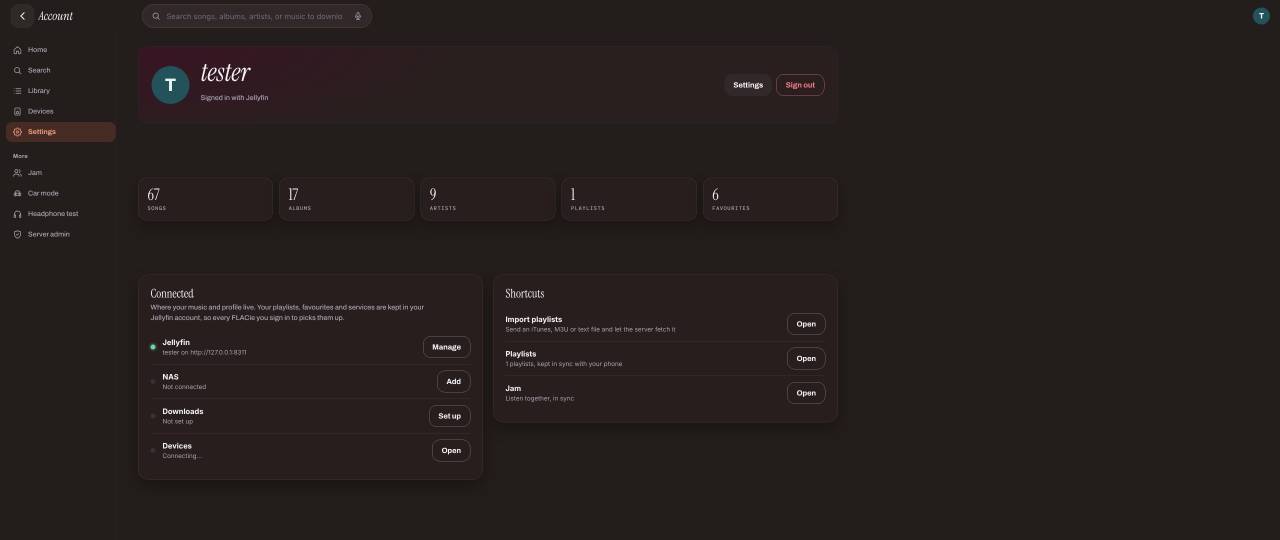 Account
Search songs, albums, artists, or music to downlo
T
Home
Search
Library
Devices
Settings
More
Jam
Car mode
Headphone test
Server admin
T
tester
Signed in with Jellyfin
Settings
Sign out
67
SONGS
17
ALBUMS
9
ARTISTS
1
PLAYLISTS
6
FAVOURITES
Connected
Where your music and profile live. Your playlists, favourites and services are kept in your
Jellyfin account, so every FLACie you sign in to picks them up.
Jellyfin
tester on http://127.0.0.1:8311
Manage
NAS
Not connected
Add
Downloads
Not set up
Set up
Devices
Connecting...
Open
Shortcuts
Import playlists
Send an iTunes, M3U or text file and let the server fetch it
Open
Playlists
1 playlists, kept in sync with your phone
Open
Jam
Listen together, in sync
Open